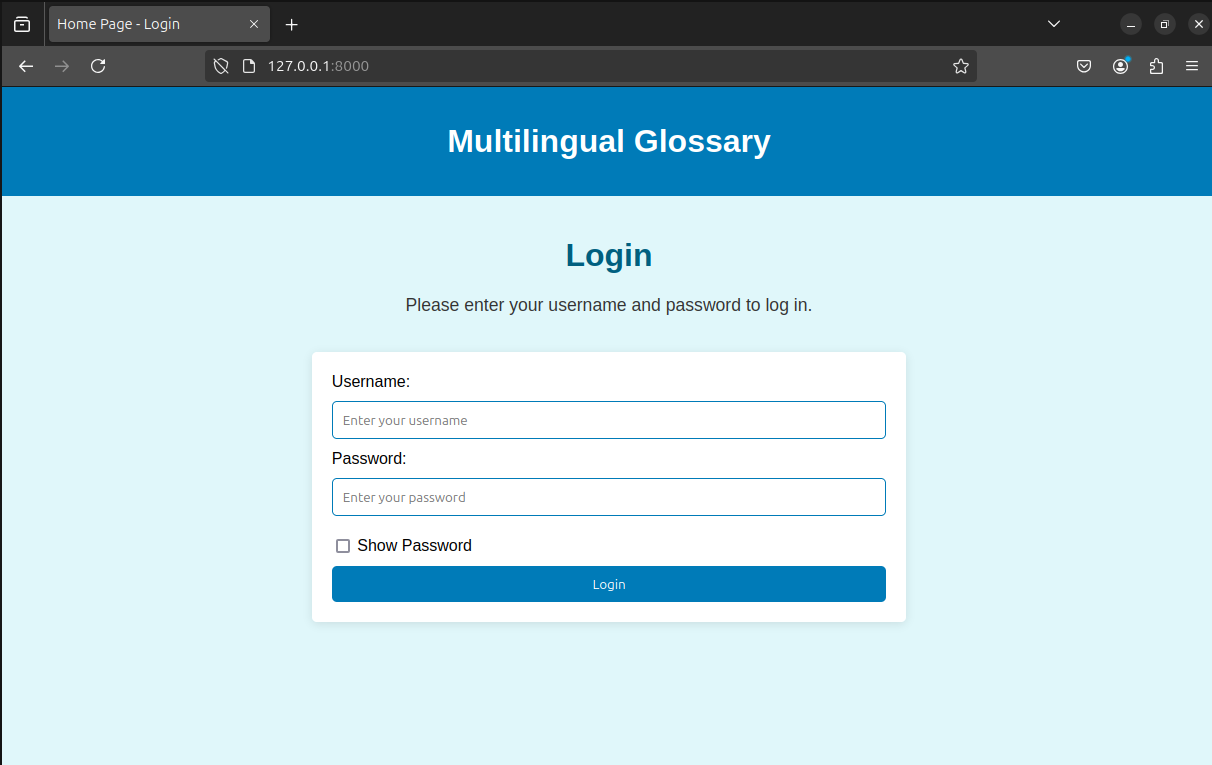 Home Page - Login
127.0.0.1:8000
Multilingual Glossary
Login
Please enter your username and password to log in.
Username:
Enter your username
Password:
Enter your password
Show Password
Login